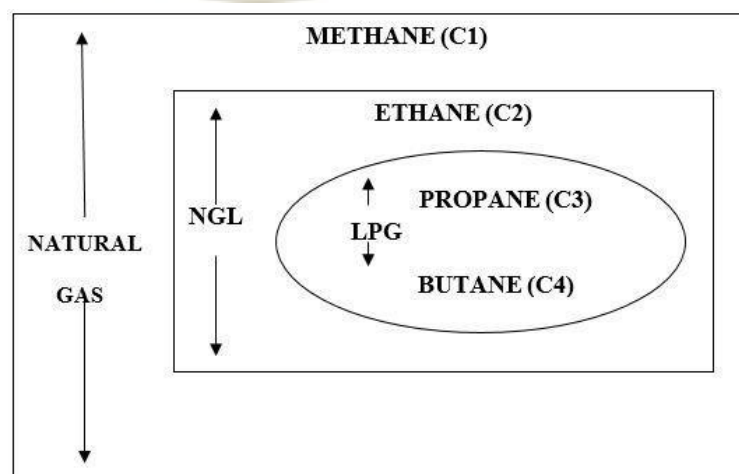 METHANE (C1)
ETHANE (C2)
PROPANE (C3)
NGL
LPG
NATURAL
GAS
BUTANE (C4)